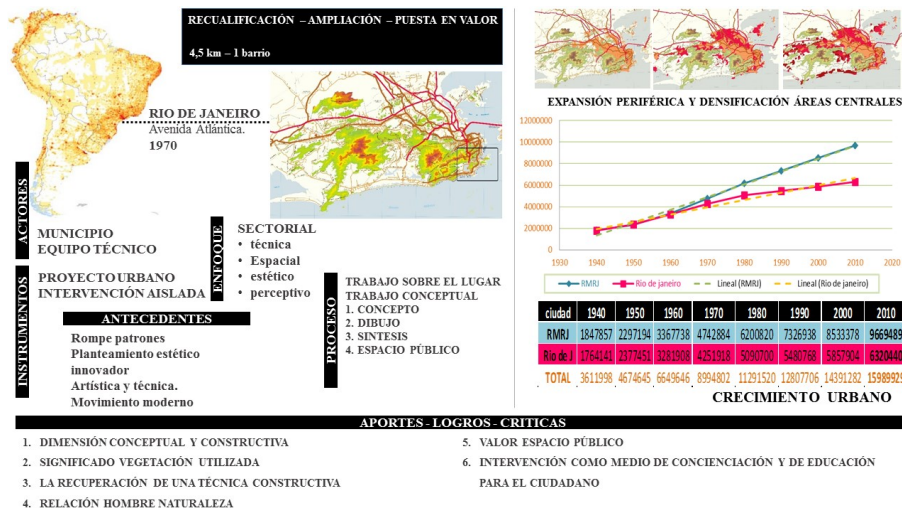 RECUALIFICACIÓN – AMPLIACIÓN – PUESTA EN VALOR
4,5 km – 1 barrio
RIO DE JANEIRO
Avenida Atlántica.
1970
ACTORES
MUNICIPIO
EQUIPO TÉCNICO
INSTRUMENTOS
PROYECTO URBANO
INTERVENCIÓN AISLADA
ENFOQUE
SECTORIAL
• técnica
• Espacial
• estético
• perceptivo
ANTECEDENTES
Rompe patrones
Planteamiento estético
innovador
Artística y técnica.
Movimiento moderno
PROCESO
TRABAJO SOBRE EL LUGAR
TRABAJO CONCEPTUAL
1. CONCEPTO
2. DIBUJO
3. SINTESIS
4. ESPACIO PÚBLICO
EXPANSIÓN PERIFÉRICA Y DENSIFICACIÓN ÁREAS CENTRALES
12000000
10000000
8000000
6000000
4000000
2000000
0
1930 1940 1950 1960 1970 1980 1990 2000 2010 2020
RMRJ Rio de janeiro Lineal (RMRJ) Lineal (Rio de janeiro)
ciudad 1940 1950 1960 1970 1980 1990 2000 2010
RMRJ 1847857 2297194 3367738 4742884 6200820 7326938 8533378 9669489
Rio de J 1764141 2377451 3281908 4251918 5090700 5480768 5857904 6320440
TOTAL 3611998 4674645 6649646 8994802 11291520 12807706 14391282 15989929
CRECIMIENTO URBANO
APORTES - LOGROS - CRITICAS
1. DIMENSIÓN CONCEPTUAL Y CONSTRUCTIVA
2. SIGNIFICADO VEGETACIÓN UTILIZADA
3. LA RECUPERACIÓN DE UNA TÉCNICA CONSTRUCTIVA
4. RELACIÓN HOMBRE NATURALEZA
5. VALOR ESPACIO PÚBLICO
6. INTERVENCIÓN COMO MEDIO DE CONCIENCIACIÓN Y DE EDUCACIÓN
PARA EL CIUDADANO